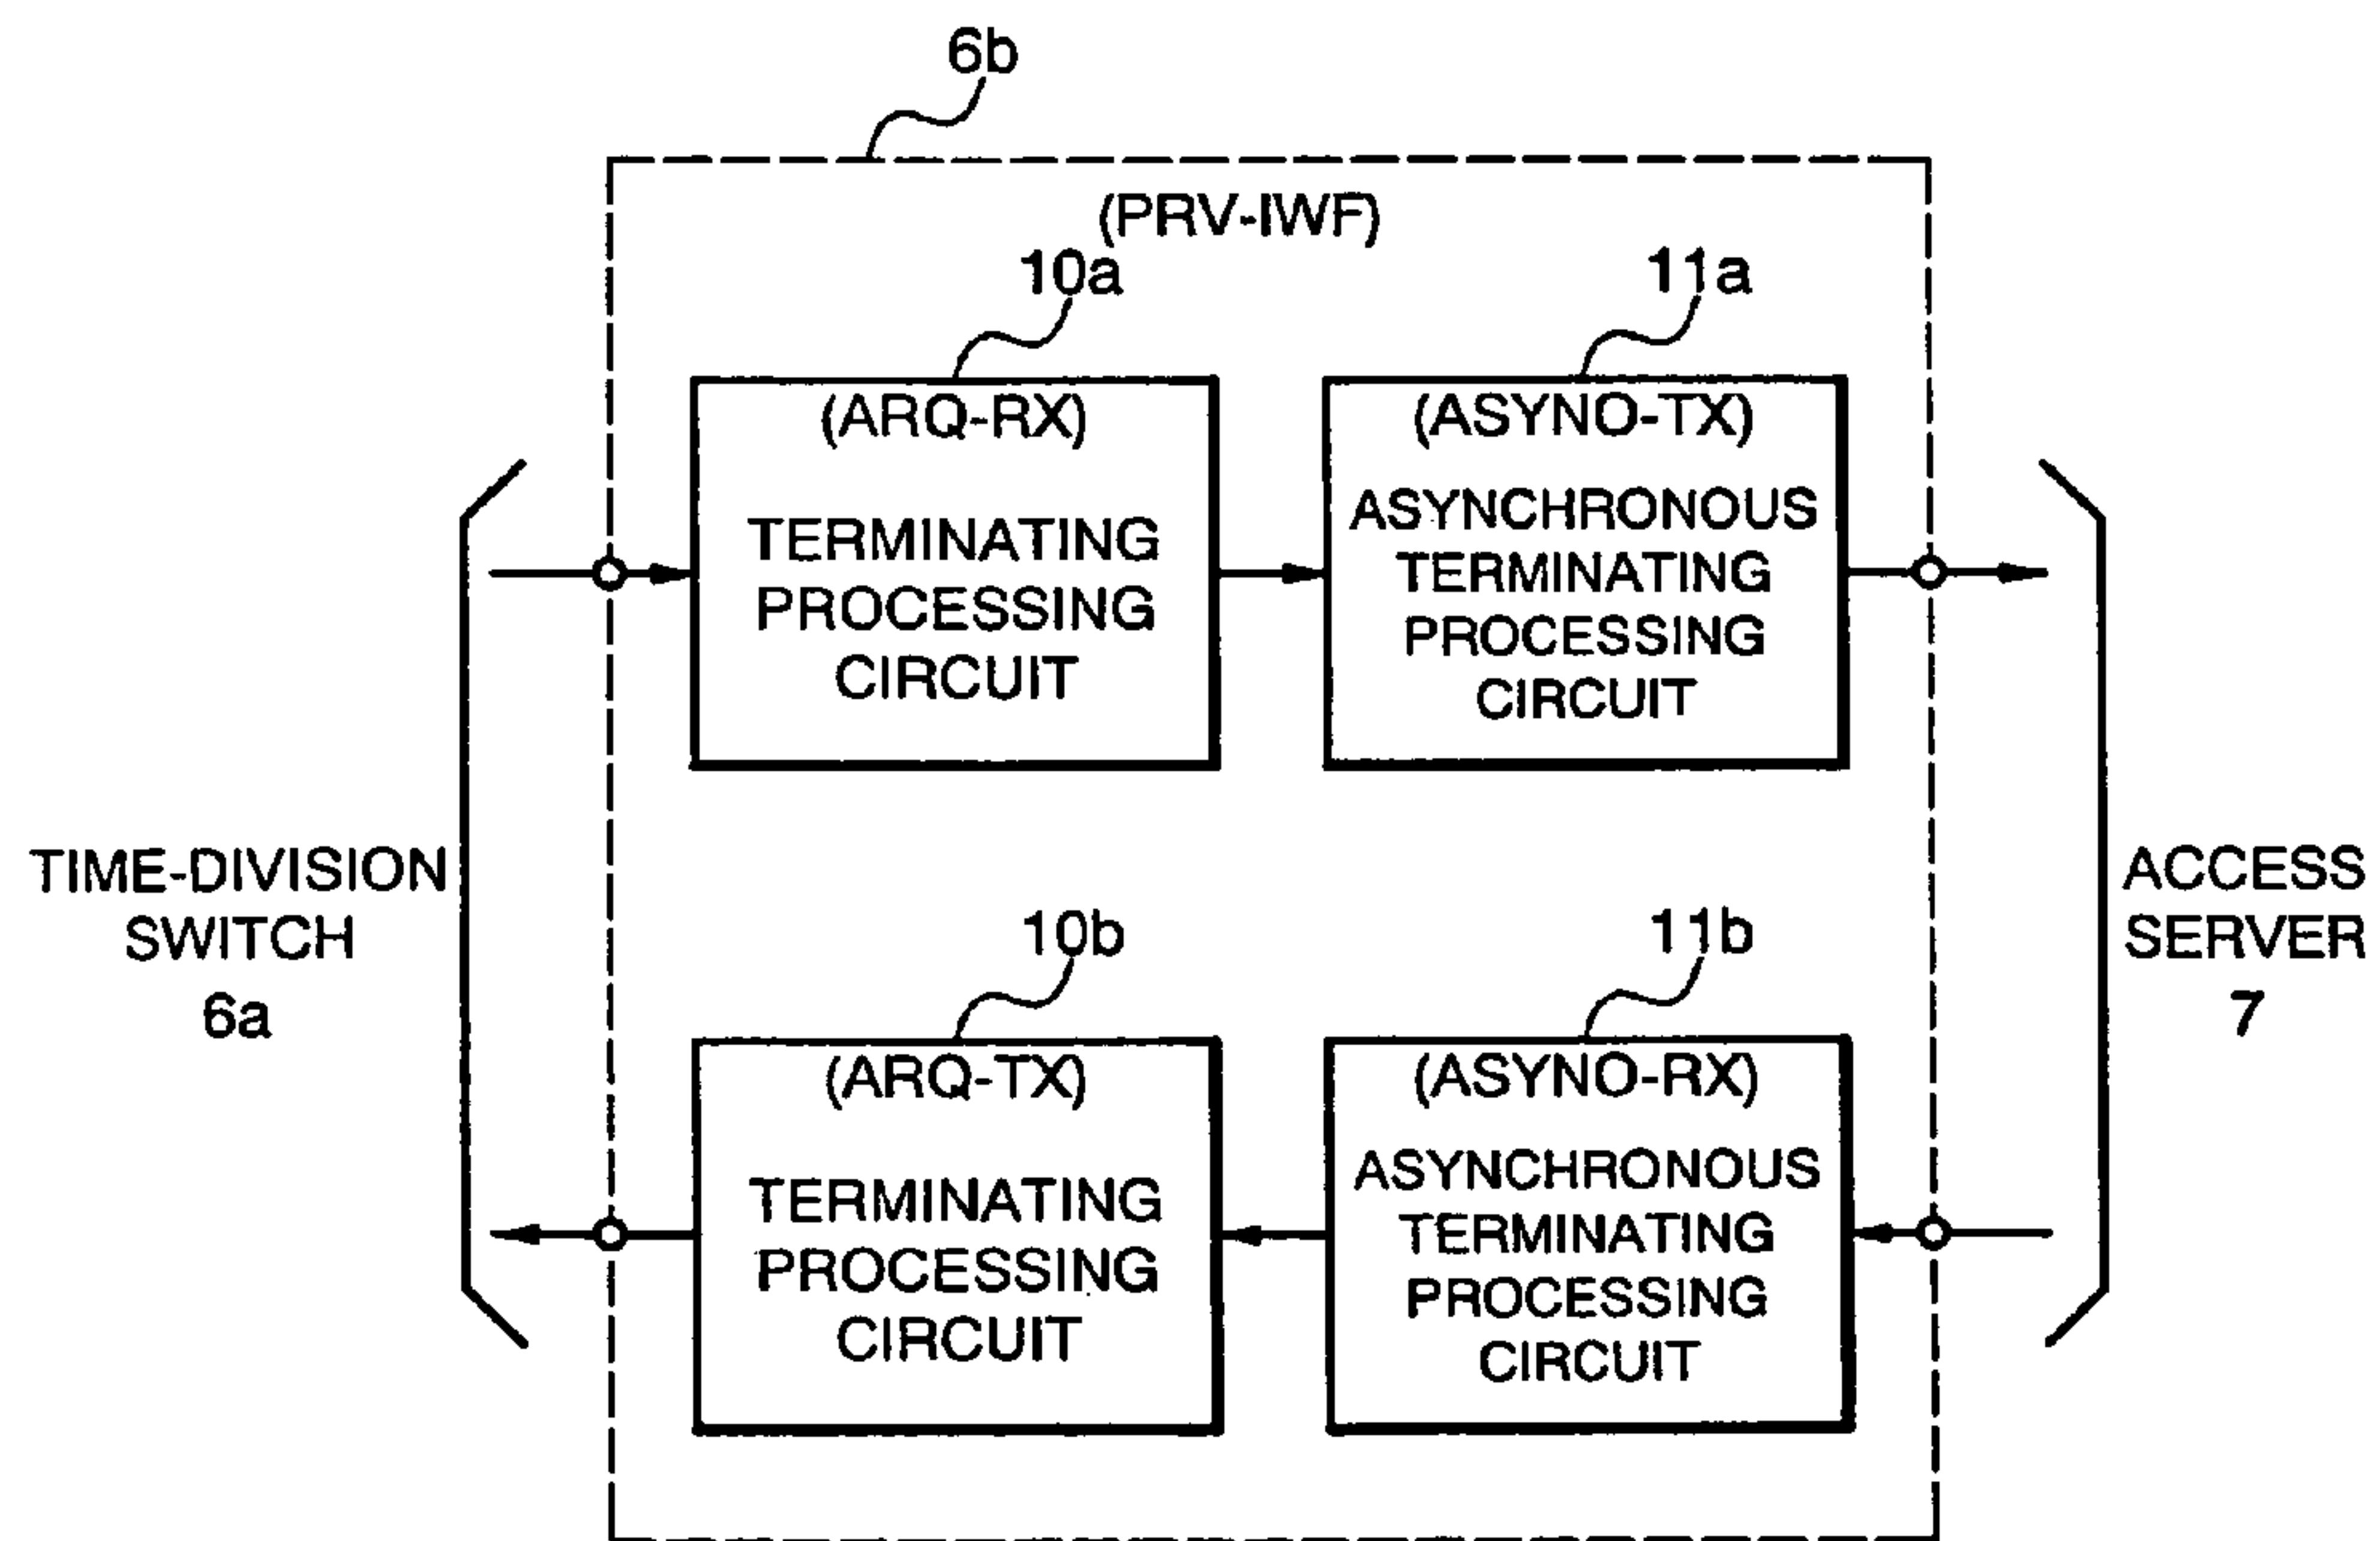 6b
(PRV-IWF)
10a
11a
(ARQ-RX)
TERMINATING
PROCESSING
CIRCUIT
(ASYNO-TX)
ASYNCHRONOUS
TERMINATING
PROCESSING
CIRCUIT
TIME-DIVISION
SWITCH
6a
ACCESS
SERVER
7
10b
11b
(ARQ-TX)
TERMINATING
PROCESSING
CIRCUIT
(ASYNO-RX)
ASYNCHRONOUS
TERMINATING
PROCESSING
CIRCUIT